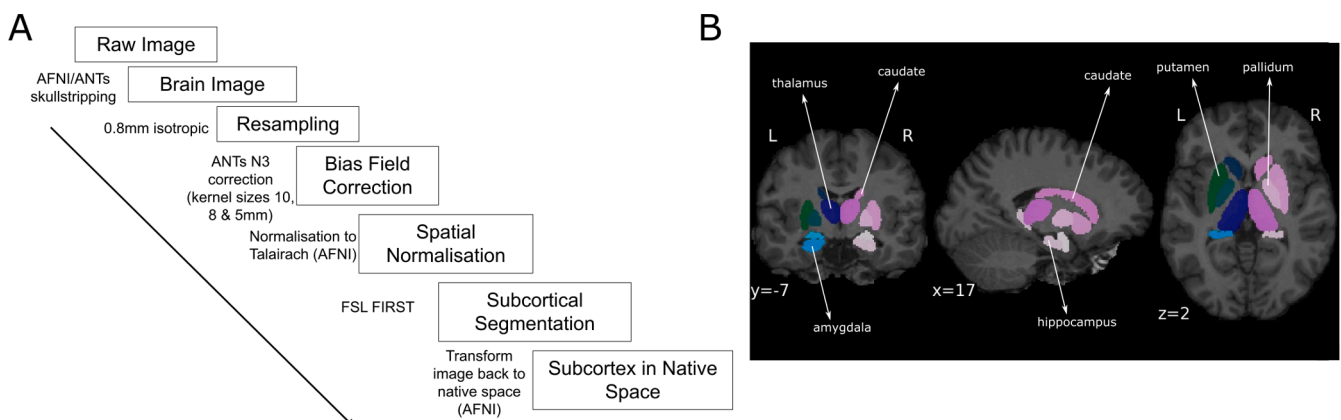 A
Raw Image
AFNI/ANTs
skullstripping
Brain Image
0.8mm isotropic
Resampling
ANTs N3
correction
(kernel sizes 10,
8 & 5mm)
Bias Field
Correction
Normalisation to
Talairach (AFNI)
Spatial
Normalisation
FSL FIRST
Subcortical
Segmentation
Transform
image back to
native space
(AFNI)
Subcortex in Native
Space
B
thalamus
caudate
caudate
putamen
pallidum
L
R
L
R
y=-7
x=17
z=2
amygdala
hippocampus